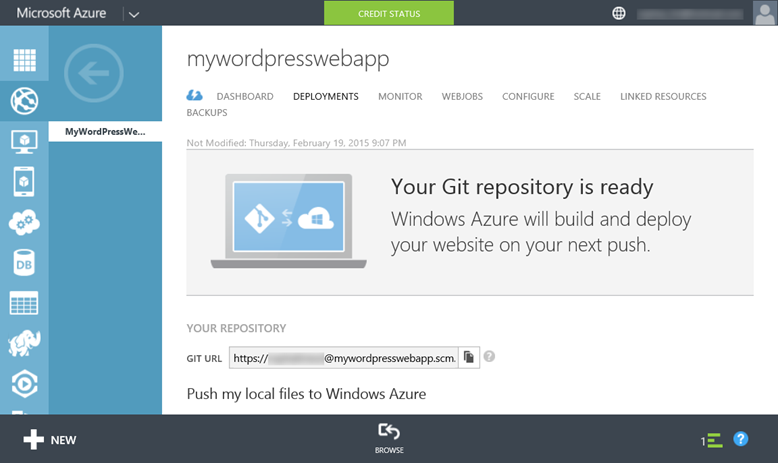 Microsoft Azure
CREDIT STATUS
mywordpresswebapp
DASHBOARD DEPLOYMENTS MONITOR WEBJOBS CONFIGURE SCALE LINKED RESOURCES
BACKUPS
MyWordPressWe...
Not Modified: Thursday, February 19, 2015 9:07 PM
Your Git repository is ready
Windows Azure will build and deploy
your website on your next push.
DB
YOUR REPOSITORY
GIT URL https:// @mywordpresswebapp.scm.
?
Push my local files to Windows Azure
NEW
BROWSE
1
?